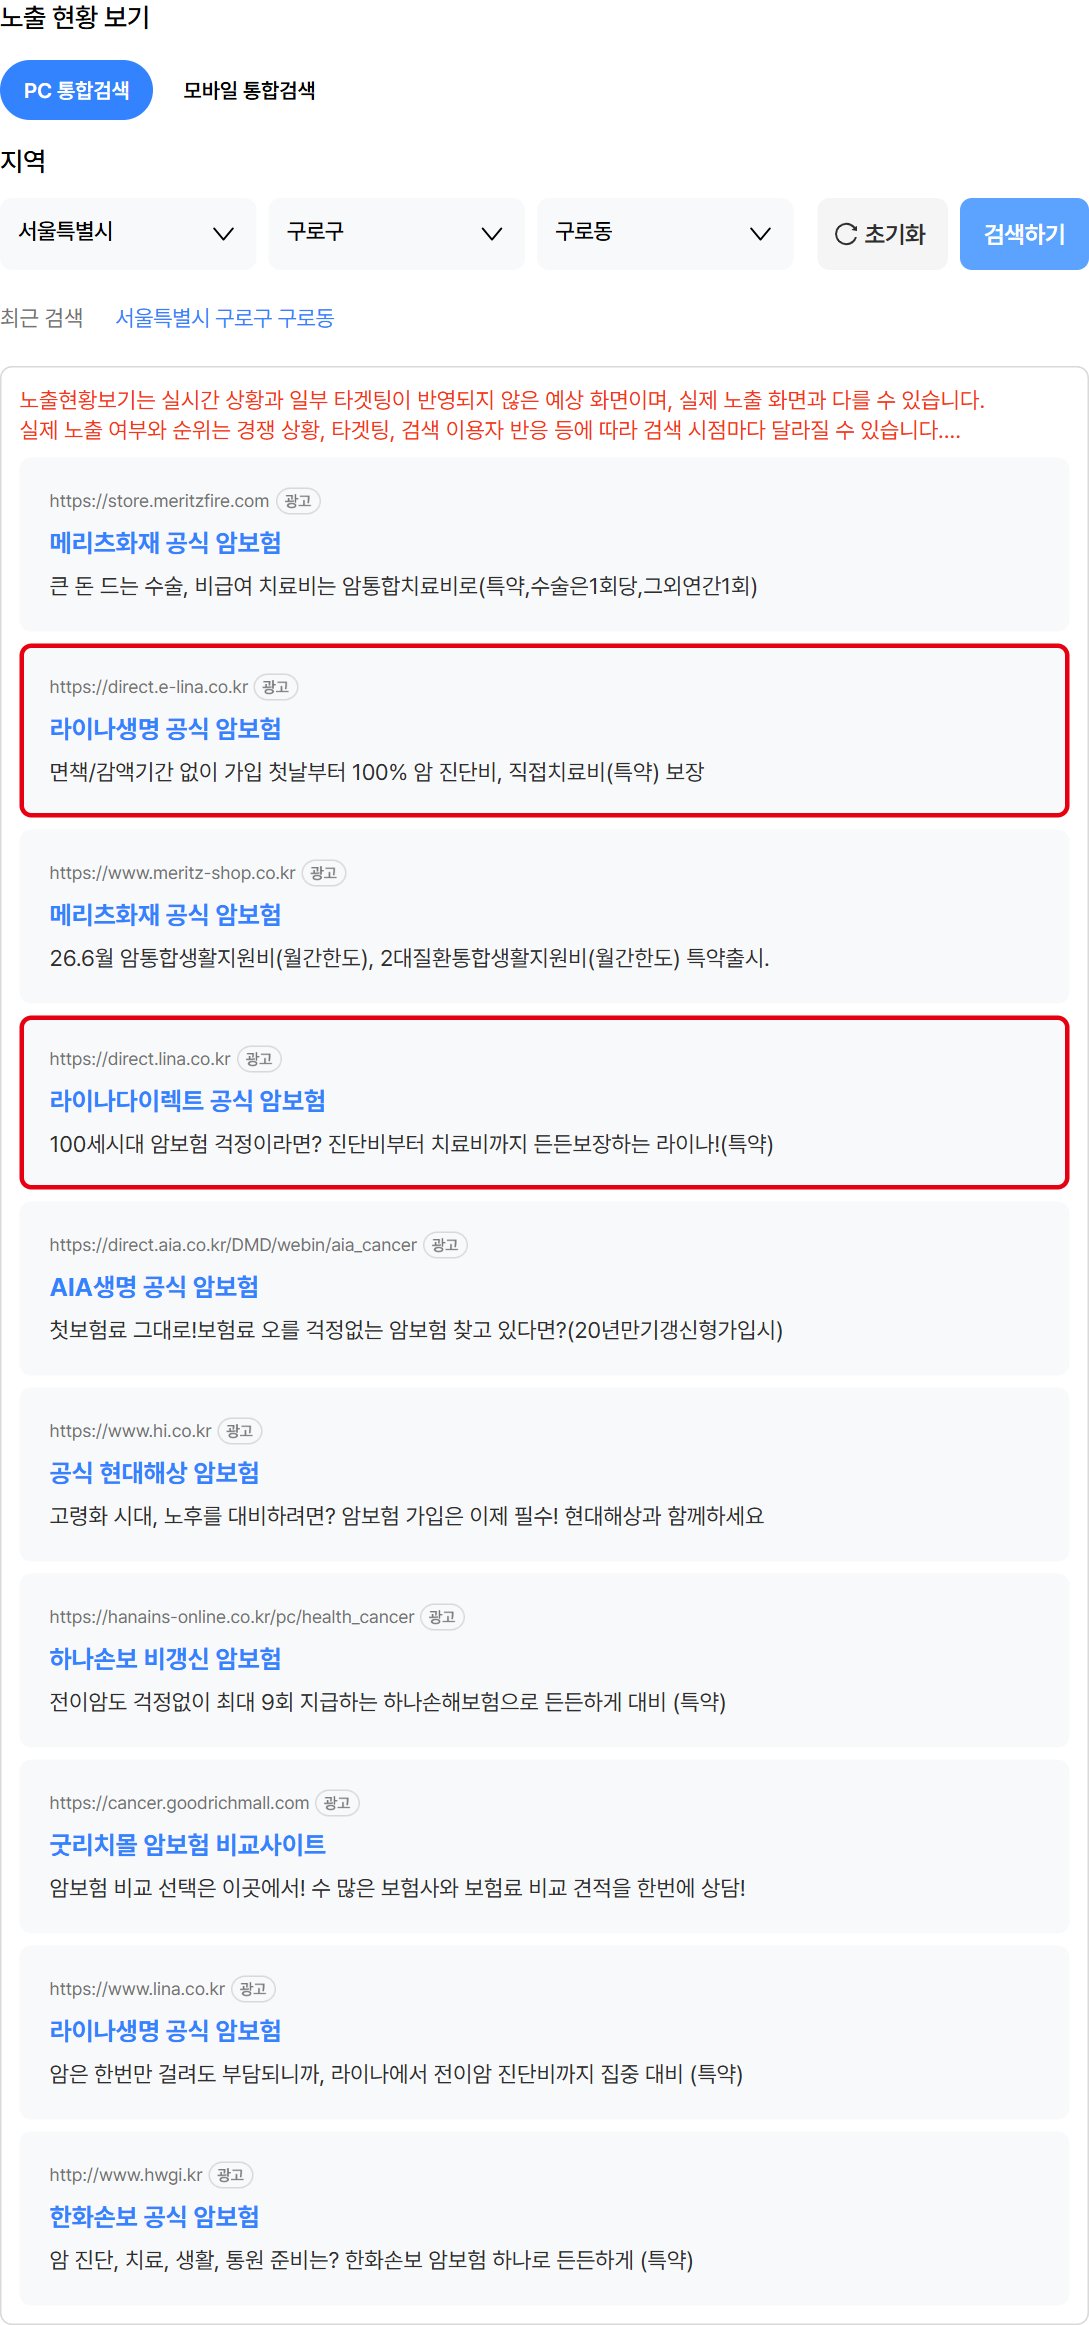 노출 현황 보기
PC 통합검색 모바일 통합검색
지역
서울특별시 구로구 구로동 초기화 검색하기
최근 검색 서울특별시 구로구 구로동
노출현황보기는 실시간 상황과 일부 타겟팅이 반영되지 않은 예상 화면이며, 실제 노출 화면과 다를 수 있습니다.
실제 노출 여부와 순위는 경쟁 상황, 타겟팅, 검색 이용자 반응 등에 따라 검색 시점마다 달라질 수 있습니다....
https://store.meritzfire.com 광고
메리츠화재 공식 암보험
큰 돈 드는 수술, 비급여 치료비는 암통합치료비로(특약,수술은1회당,그외연간1회)
https://direct.e-lina.co.kr 광고
라이나생명 공식 암보험
면책/감액기간 없이 가입 첫날부터 100% 암 진단비, 직접치료비(특약) 보장
https://www.meritz-shop.co.kr 광고
메리츠화재 공식 암보험
26.6월 암통합생활지원비(월간한도), 2대질환통합생활지원비(월간한도) 특약출시.
https://direct.lina.co.kr 광고
라이나다이렉트 공식 암보험
100세시대 암보험 걱정이라면? 진단비부터 치료비까지 든든보장하는 라이나!(특약)
https://direct.aia.co.kr/DMD/webin/aia_cancer 광고
AIA생명 공식 암보험
첫보험료 그대로!보험료 오를 걱정없는 암보험 찾고 있다면?(20년만기갱신형가입시)
https://www.hi.co.kr 광고
공식 현대해상 암보험
고령화 시대, 노후를 대비하려면? 암보험 가입은 이제 필수! 현대해상과 함께하세요
https://hanains-online.co.kr/pc/health_cancer 광고
하나손보 비갱신 암보험
전이암도 걱정없이 최대 9회 지급하는 하나손해보험으로 든든하게 대비 (특약)
https://cancer.goodrichmall.com 광고
굿리치몰 암보험 비교사이트
암보험 비교 선택은 이곳에서! 수 많은 보험사와 보험료 비교 견적을 한번에 상담!
https://www.lina.co.kr 광고
라이나생명 공식 암보험
암은 한번만 걸려도 부담되니까, 라이나에서 전이암 진단비까지 집중 대비 (특약)
http://www.hwgi.kr 광고
한화손보 공식 암보험
암 진단, 치료, 생활, 통원 준비는? 한화손보 암보험 하나로 든든하게 (특약)